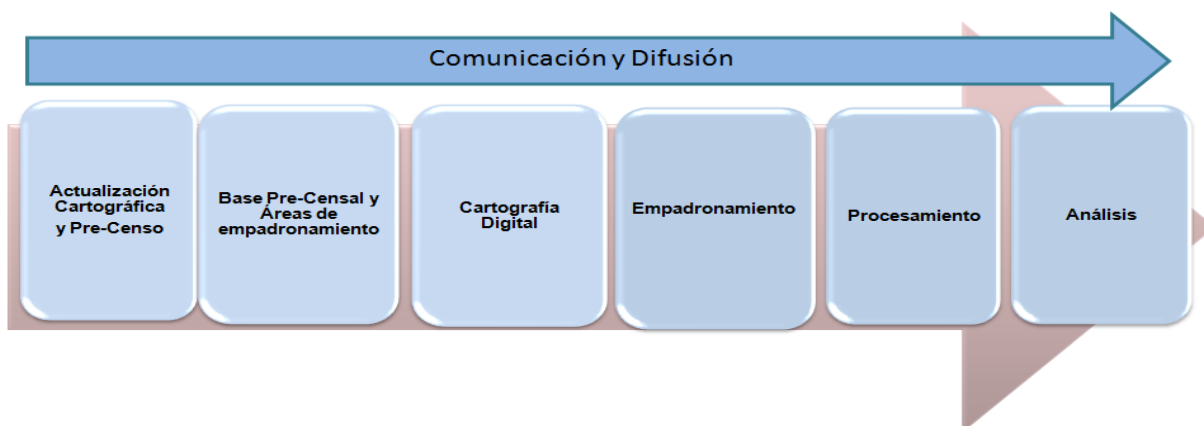 Comunicación y Difusión
Actualización
Cartográfica
y Pre-Censo
Base Pre-Censal y
Áreas de
empadronamiento
Cartografía
Digital
Empadronamiento
Procesamiento
Análisis